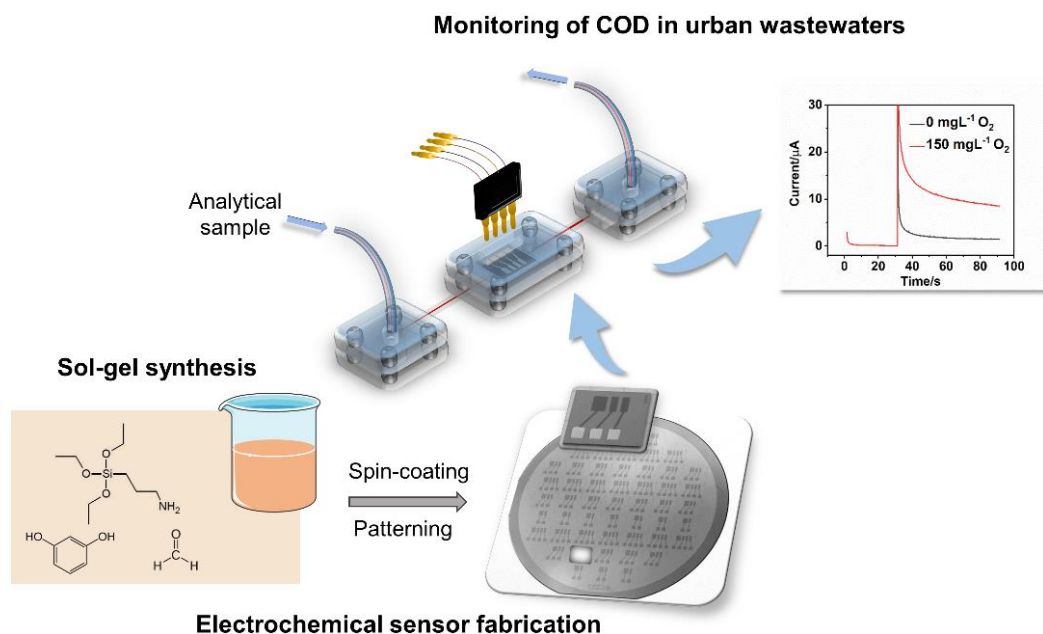 Monitoring of COD in urban wastewaters
Analytical
sample
30
20
10
0
Current/μA
0 mgL⁻¹ O₂
150 mgL⁻¹ O₂
0 20 40 60 80 100
Time/s
Sol-gel synthesis
O
O
Si
O
NH₂
HO
OH
O
H
H
Spin-coating
Patterning
Electrochemical sensor fabrication